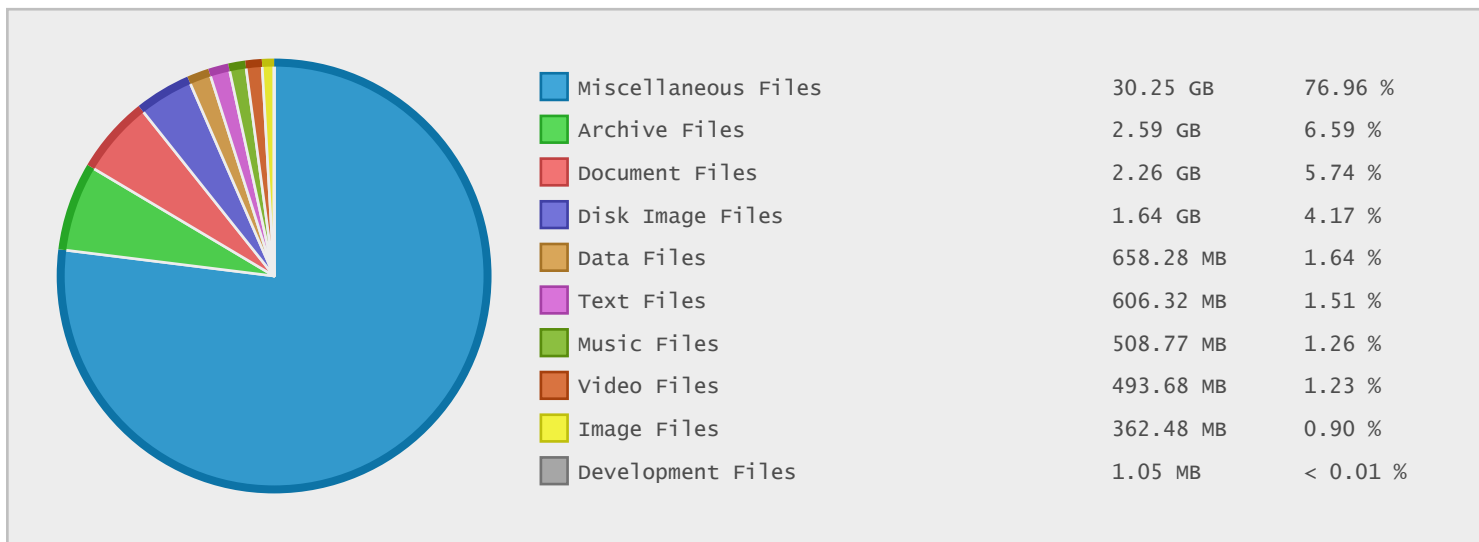 Miscellaneous Files 30.25 GB 76.96 %
Archive Files 2.59 GB 6.59 %
Document Files 2.26 GB 5.74 %
Disk Image Files 1.64 GB 4.17 %
Data Files 658.28 MB 1.64 %
Text Files 606.32 MB 1.51 %
Music Files 508.77 MB 1.26 %
Video Files 493.68 MB 1.23 %
Image Files 362.48 MB 0.90 %
Development Files 1.05 MB < 0.01 %